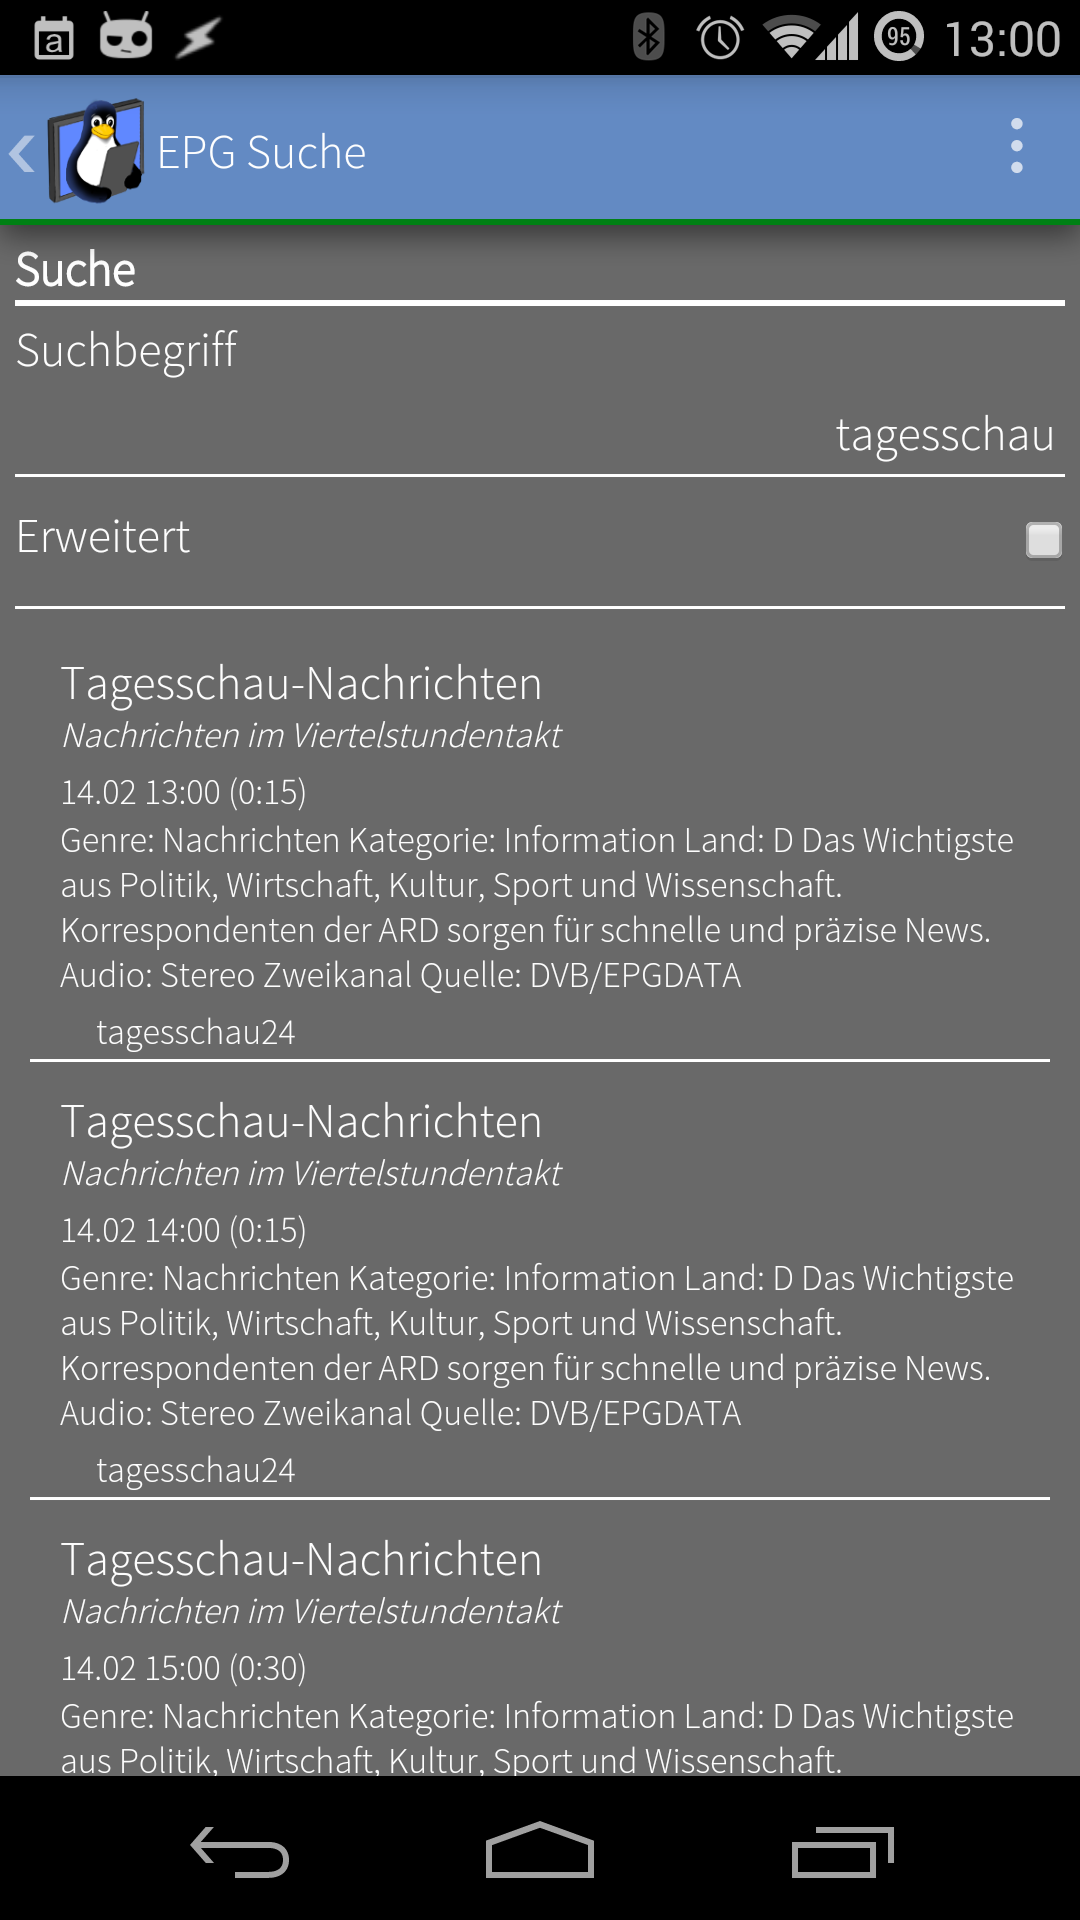 a 95 13:00
EPG Suche
Suche
Suchbegriff
tagesschau
Erweitert
Tagesschau-Nachrichten
Nachrichten im Viertelstundentakt
14.02 13:00 (0:15)
Genre: Nachrichten Kategorie: Information Land: D Das Wichtigste
aus Politik, Wirtschaft, Kultur, Sport und Wissenschaft.
Korrespondenten der ARD sorgen für schnelle und präzise News.
Audio: Stereo Zweikanal Quelle: DVB/EPGDATA
tagesschau24
Tagesschau-Nachrichten
Nachrichten im Viertelstundentakt
14.02 14:00 (0:15)
Genre: Nachrichten Kategorie: Information Land: D Das Wichtigste
aus Politik, Wirtschaft, Kultur, Sport und Wissenschaft.
Korrespondenten der ARD sorgen für schnelle und präzise News.
Audio: Stereo Zweikanal Quelle: DVB/EPGDATA
tagesschau24
Tagesschau-Nachrichten
Nachrichten im Viertelstundentakt
14.02 15:00 (0:30)
Genre: Nachrichten Kategorie: Information Land: D Das Wichtigste
aus Politik, Wirtschaft, Kultur, Sport und Wissenschaft.